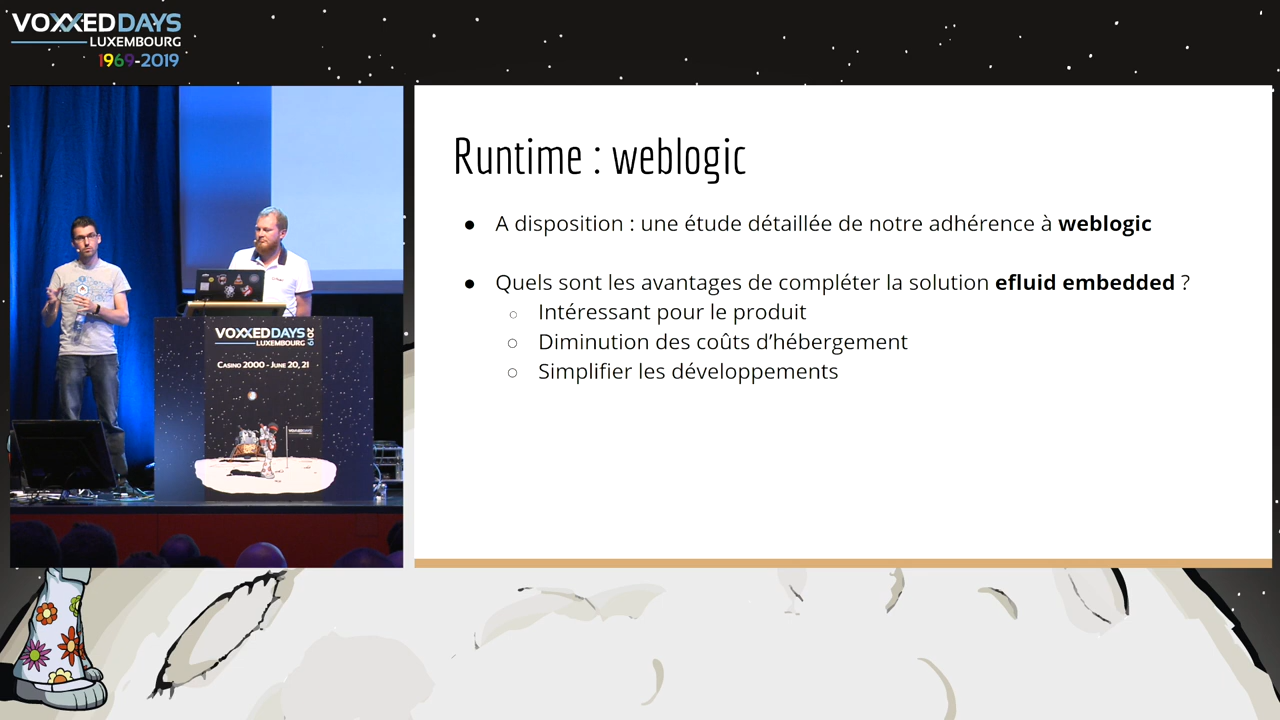 VOXXEDDAYS
LUXEMBOURG
1969-2019
Runtime : weblogic
● A disposition : une étude détaillée de notre adhérence à weblogic
● Quels sont les avantages de compléter la solution efluid embedded ?
○ Intéressant pour le produit
○ Diminution des coûts d’hébergement
○ Simplifier les développements
VOXXEDDAYS 2019
LUXEMBOURG
CASINO 2000 - JUNE 20, 21